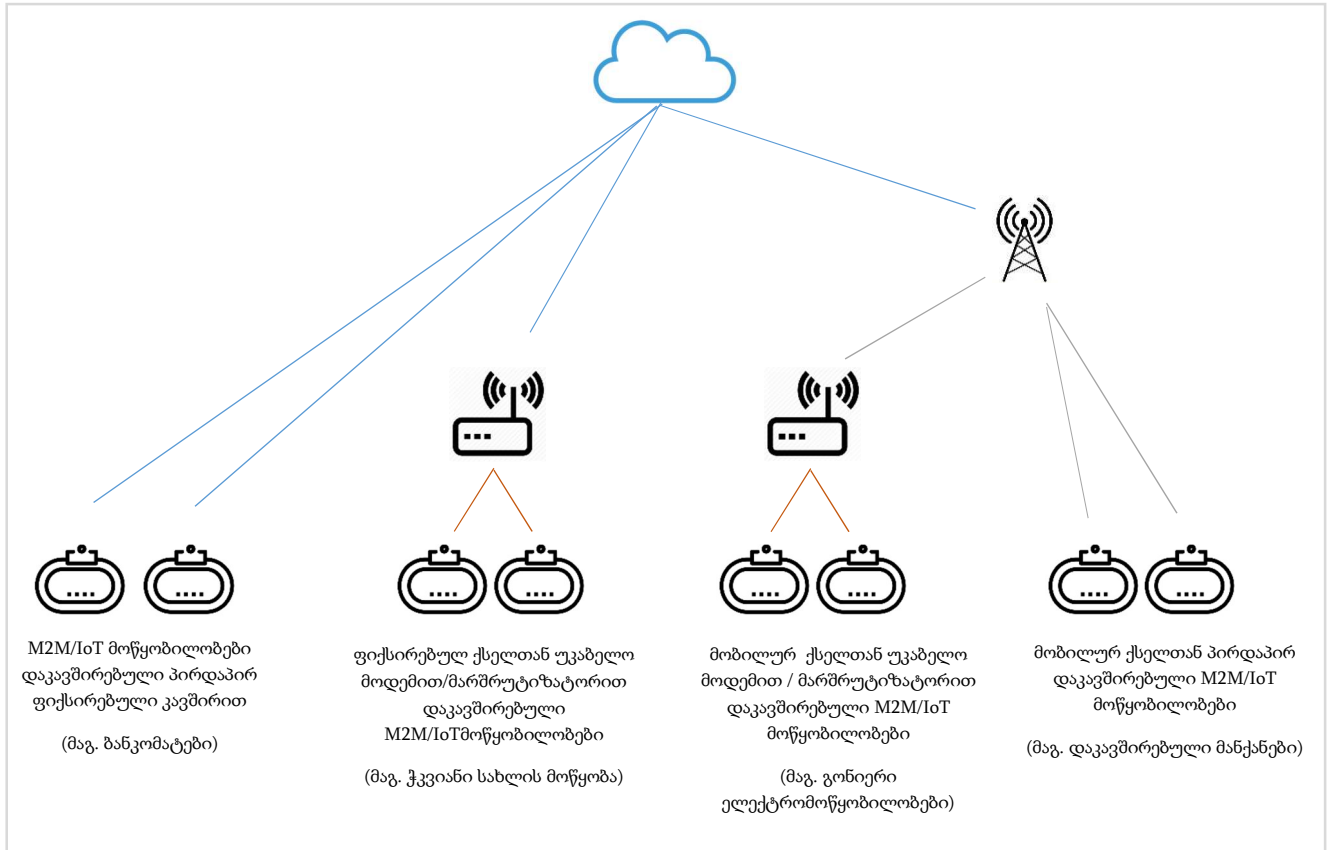 M2M/IoT მოწყობილობები
დაკავშირებული პირდაპირ
ფიქსირებული კავშირით
(მაგ. ბანკომატები)
ფიქსირებულ ქსელთან უკაბელო
მოდემით/მარშრუტიზატორით
დაკავშირებული
M2M/IoTმოწყობილობები
(მაგ. ჭკვიანი სახლის მოწყობა)
მობილურ ქსელთან უკაბელო
მოდემით / მარშრუტიზატორით
დაკავშირებული M2M/IoT
მოწყობილობები
(მაგ. გონიერი
ელექტრომოწყობილობები)
მობილურ ქსელთან პირდაპირ
დაკავშირებული M2M/IoT
მოწყობილობები
(მაგ. დაკავშირებული მანქანები)